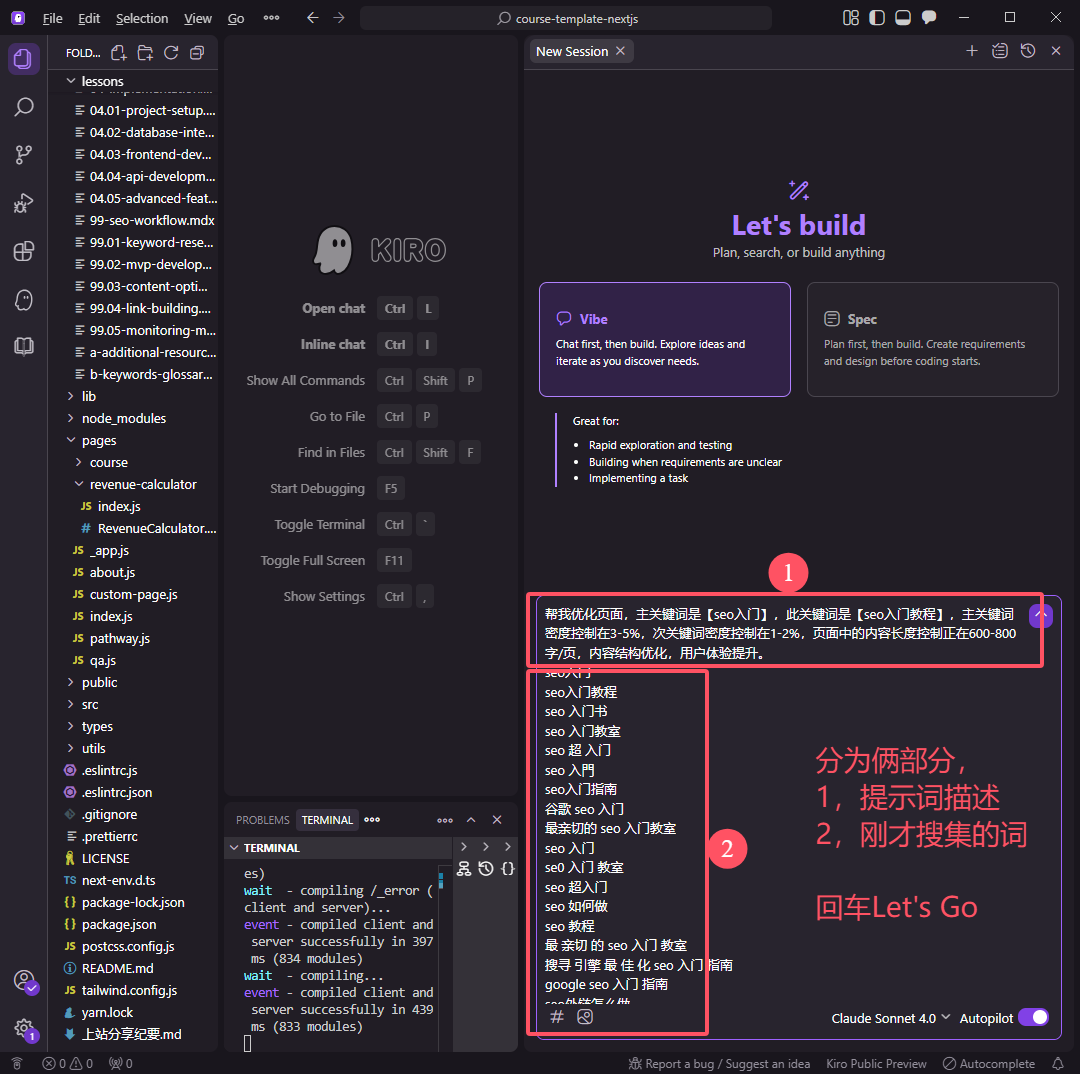 File Edit Selection View Go course-template-nextjs
FOLD...
lessons
04.01-project-setup....
04.02-database-inte...
04.03-frontend-dev...
04.04-api-developm...
04.05-advanced-feat...
99-seo-workflow.mdx
99.01-keyword-rese...
99.02-mvp-develop...
99.03-content-opti...
99.04-link-building....
99.05-monitoring-m...
a-additional-resourc...
b-keywords-glossar...
lib
node_modules
pages
course
revenue-calculator
JS index.js
# RevenueCalculator....
JS _app.js
JS about.js
JS custom-page.js
JS index.js
JS pathway.js
JS qa.js
public
src
types
utils
.eslintrc.js
.eslintrc.json
.gitignore
.prettierrc
LICENSE
TS next-env.d.ts
{} package-lock.json
{} package.json
JS postcss.config.js
README.md
JS tailwind.config.js
yarn.lock
上站分享纪要.md
KIRO
Open chat Ctrl L
Inline chat Ctrl I
Show All Commands Ctrl Shift P
Go to File Ctrl P
Find in Files Ctrl Shift F
Start Debugging F5
Toggle Terminal Ctrl `
Toggle Full Screen F11
Show Settings Ctrl ,
PROBLEMS TERMINAL
TERMINAL
es)
wait - compiling /_error (
client and server)...
event - compiled client and
server successfully in 397
ms (834 modules)
wait - compiling...
event - compiled client and
server successfully in 439
ms (833 modules)
New Session
Let's build
Plan, search, or build anything
Vibe
Chat first, then build. Explore ideas and
iterate as you discover needs.
Spec
Plan first, then build. Create requirements
and design before coding starts.
Great for:
Rapid exploration and testing
Building when requirements are unclear
Implementing a task
1
帮我优化页面，主关键词是【seo入门】，此关键词是【seo入门教程】，主关键词
密度控制在3-5%，次关键词密度控制在1-2%，页面中的内容长度控制正在600-800
字/页，内容结构优化，用户体验提升。
seo入门
seo入门教程
seo 入门书
seo 入门教室
seo 超 入门
seo 入門
seo入门指南
谷歌 seo 入门
最亲切的 seo 入门教室
seo 入门
se0 入门 教室
seo 超入门
seo 如何做
seo 教程
最 亲切 的 seo 入门 教室
搜寻 引擎 最 佳 化 seo 入门 指南
google seo 入门 指南
seo外链怎么做
2
分为俩部分，
1，提示词描述
2，刚才搜集的词
回车Let's Go
# Claude Sonnet 4.0 Autopilot
1
0 0 0 Report a bug / Suggest an idea Kiro Public Preview Autocomplete